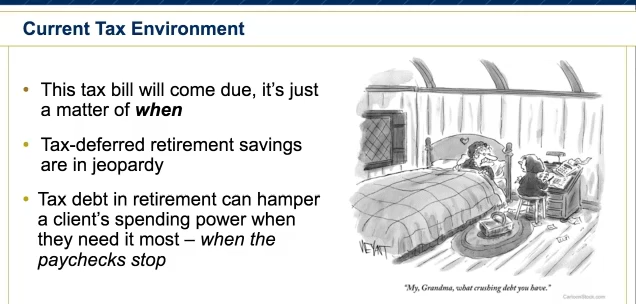 Current Tax Environment
This tax bill will come due, it's just
a matter of when
Tax-deferred retirement savings
are in jeopardy
Tax debt in retirement can hamper
a client's spending power when
they need it most – when the
paychecks stop
"My, Grandma, what crushing debt you have."
CartoonStock.com